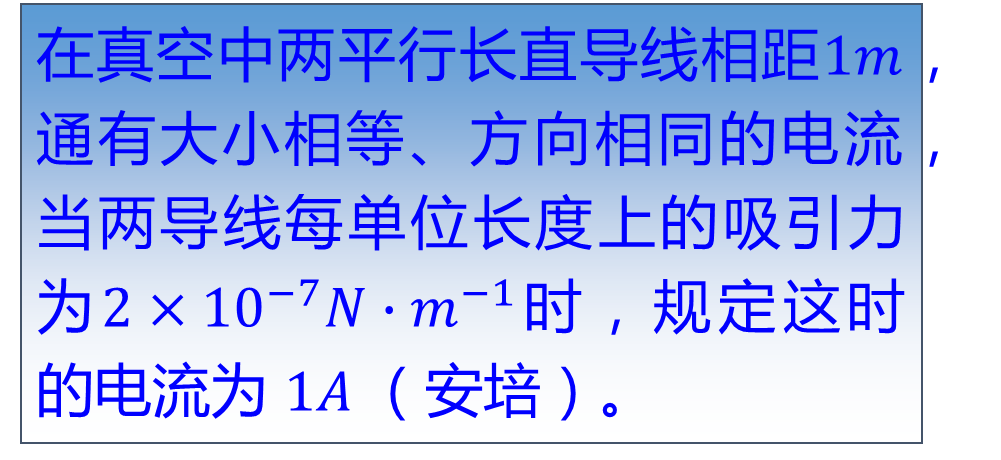 在真空中两平行长直导线相距1m，
通有大小相等、方向相同的电流，
当两导线每单位长度上的吸引力
为2 × 10⁻⁷N · m⁻¹时，规定这时
的电流为 1A（安培）。